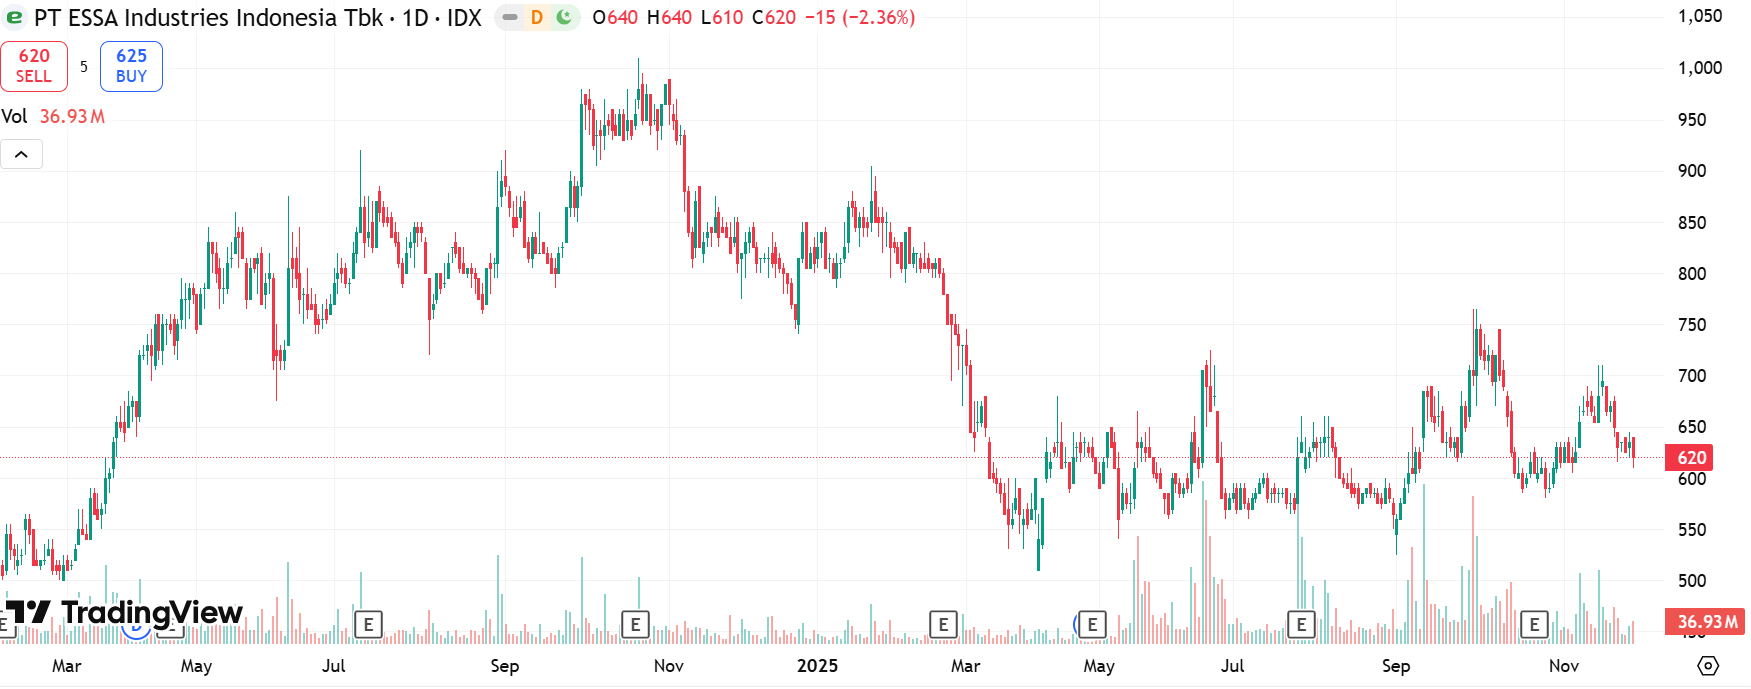 PT ESSA Industries Indonesia Tbk · 1D · IDX D O640 H640 L610 C620 −15 (−2.36%)
620 SELL 5 625 BUY
Vol 36.93 M
1,050
1,000
950
900
850
800
750
700
650
620
600
550
500
36.93 M
TradingView
E E E E E E E
Mar May Jul Sep Nov 2025 Mar May Jul Sep Nov